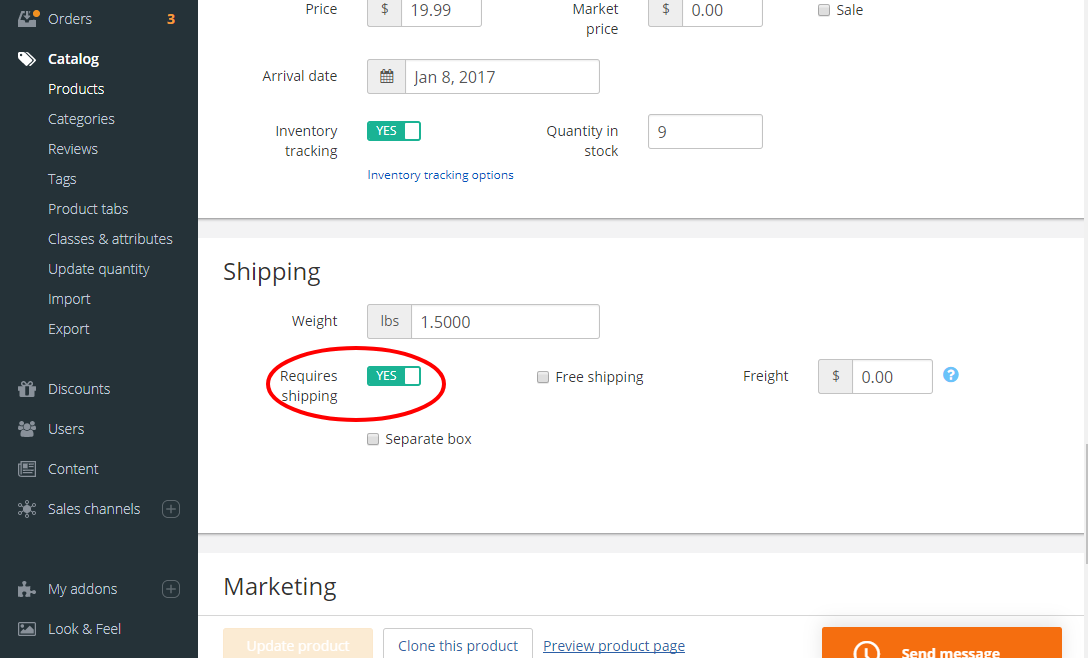 Orders 3
Catalog
Products
Categories
Reviews
Tags
Product tabs
Classes & attributes
Update quantity
Import
Export
Discounts
Users
Content
Sales channels
My addons
Look & Feel
Price $ 19.99 Market price $ 0.00 Sale
Arrival date Jan 8, 2017
Inventory tracking YES Quantity in stock 9
Inventory tracking options
Shipping
Weight lbs 1.5000
Requires shipping YES Free shipping Freight $ 0.00 ?
Separate box
Marketing
Update product Clone this product Preview product page Send message